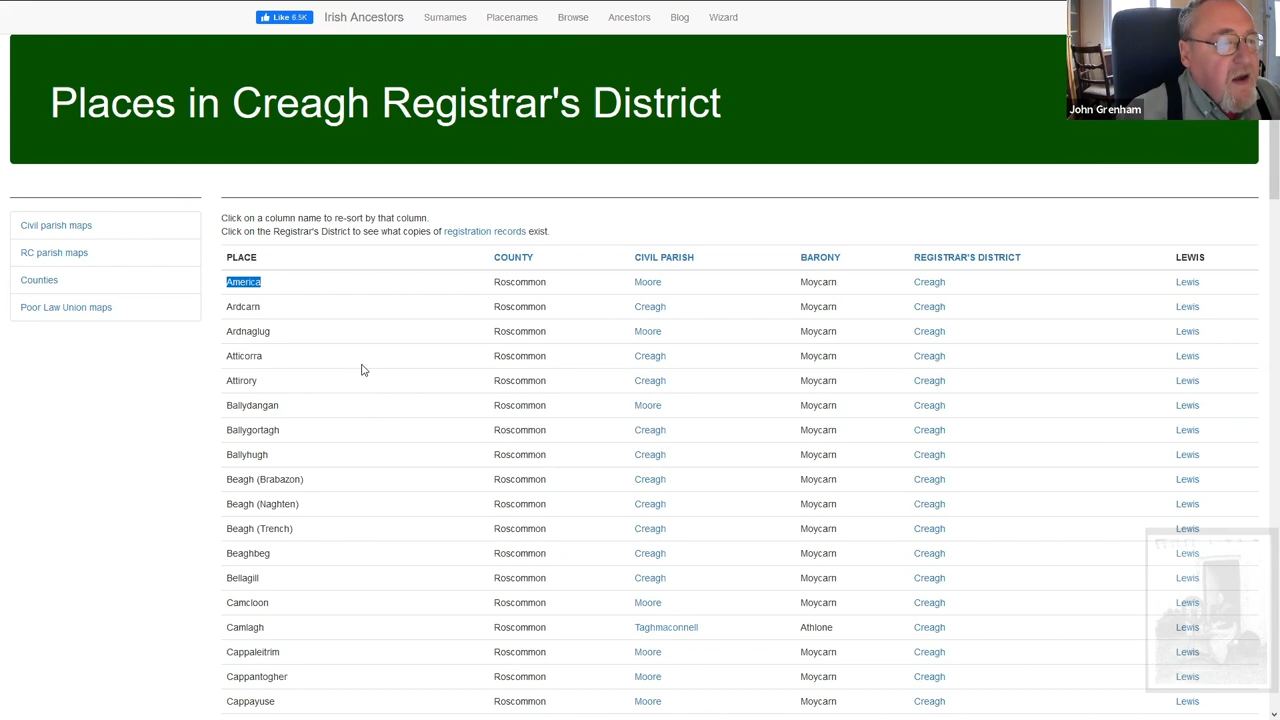 Like 6.5K Irish Ancestors Surnames Placenames Browse Ancestors Blog Wizard
John Grenham
Places in Creagh Registrar's District
Civil parish maps
RC parish maps
Counties
Poor Law Union maps
Click on a column name to re-sort by that column.
Click on the Registrar's District to see what copies of registration records exist.
PLACE COUNTY CIVIL PARISH BARONY REGISTRAR'S DISTRICT LEWIS
America Roscommon Moore Moycarn Creagh Lewis
Ardcarn Roscommon Creagh Moycarn Creagh Lewis
Ardnaglug Roscommon Moore Moycarn Creagh Lewis
Atticorra Roscommon Creagh Moycarn Creagh Lewis
Attirory Roscommon Creagh Moycarn Creagh Lewis
Ballydangan Roscommon Moore Moycarn Creagh Lewis
Ballygortagh Roscommon Creagh Moycarn Creagh Lewis
Ballyhugh Roscommon Creagh Moycarn Creagh Lewis
Beagh (Brabazon) Roscommon Creagh Moycarn Creagh Lewis
Beagh (Naghten) Roscommon Creagh Moycarn Creagh Lewis
Beagh (Trench) Roscommon Creagh Moycarn Creagh Lewis
Beaghbeg Roscommon Creagh Moycarn Creagh Lewis
Bellagill Roscommon Creagh Moycarn Creagh Lewis
Camcloon Roscommon Moore Moycarn Creagh Lewis
Camlagh Roscommon Taghmaconnell Athlone Creagh Lewis
Cappaleitrim Roscommon Moore Moycarn Creagh Lewis
Cappantogher Roscommon Moore Moycarn Creagh Lewis
Cappayuse Roscommon Moore Moycarn Creagh Lewis